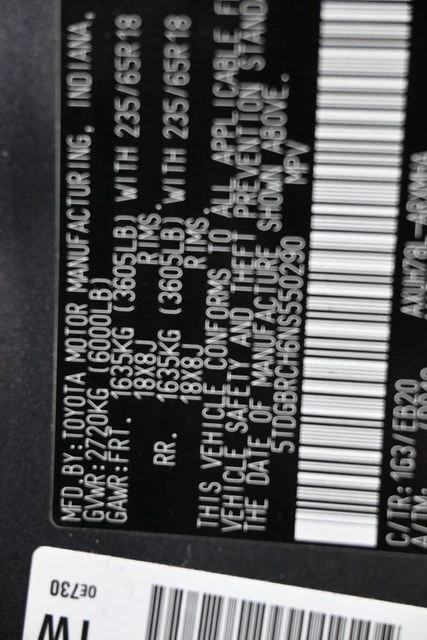 MFD.BY:TOYOTA MOTOR MANUFACTURING, INDIANA,
GVWR:2720KG (6000LB)
GAWR:FRT. 1635KG (3605LB) WITH 235/65R18
18X8J RIMS.
RR. 1635KG (3605LB) WITH 235/65R18
18X8J RIMS.
THIS VEHICLE CONFORMS TO ALL APPLICABLE
VEHICLE SAFETY AND THEFT PREVENTION
THE DATE OF MANUFACTURE SHOWN ABOVE.
5TDGBRCH6NS550290 MPV
C/TR:1G3/EB20
0E730